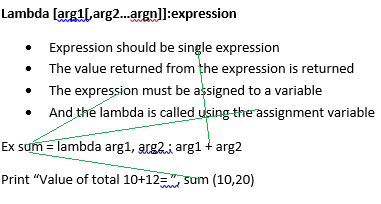 Lambda [arg1[,arg2...argn]]:expression
• Expression should be single expression
• The value returned from the expression is returned
• The expression must be assigned to a variable
• And the lambda is called using the assignment variable
Ex sum = lambda arg1, arg2 : arg1 + arg2
Print “Value of total 10+12= ”, sum (10,20)